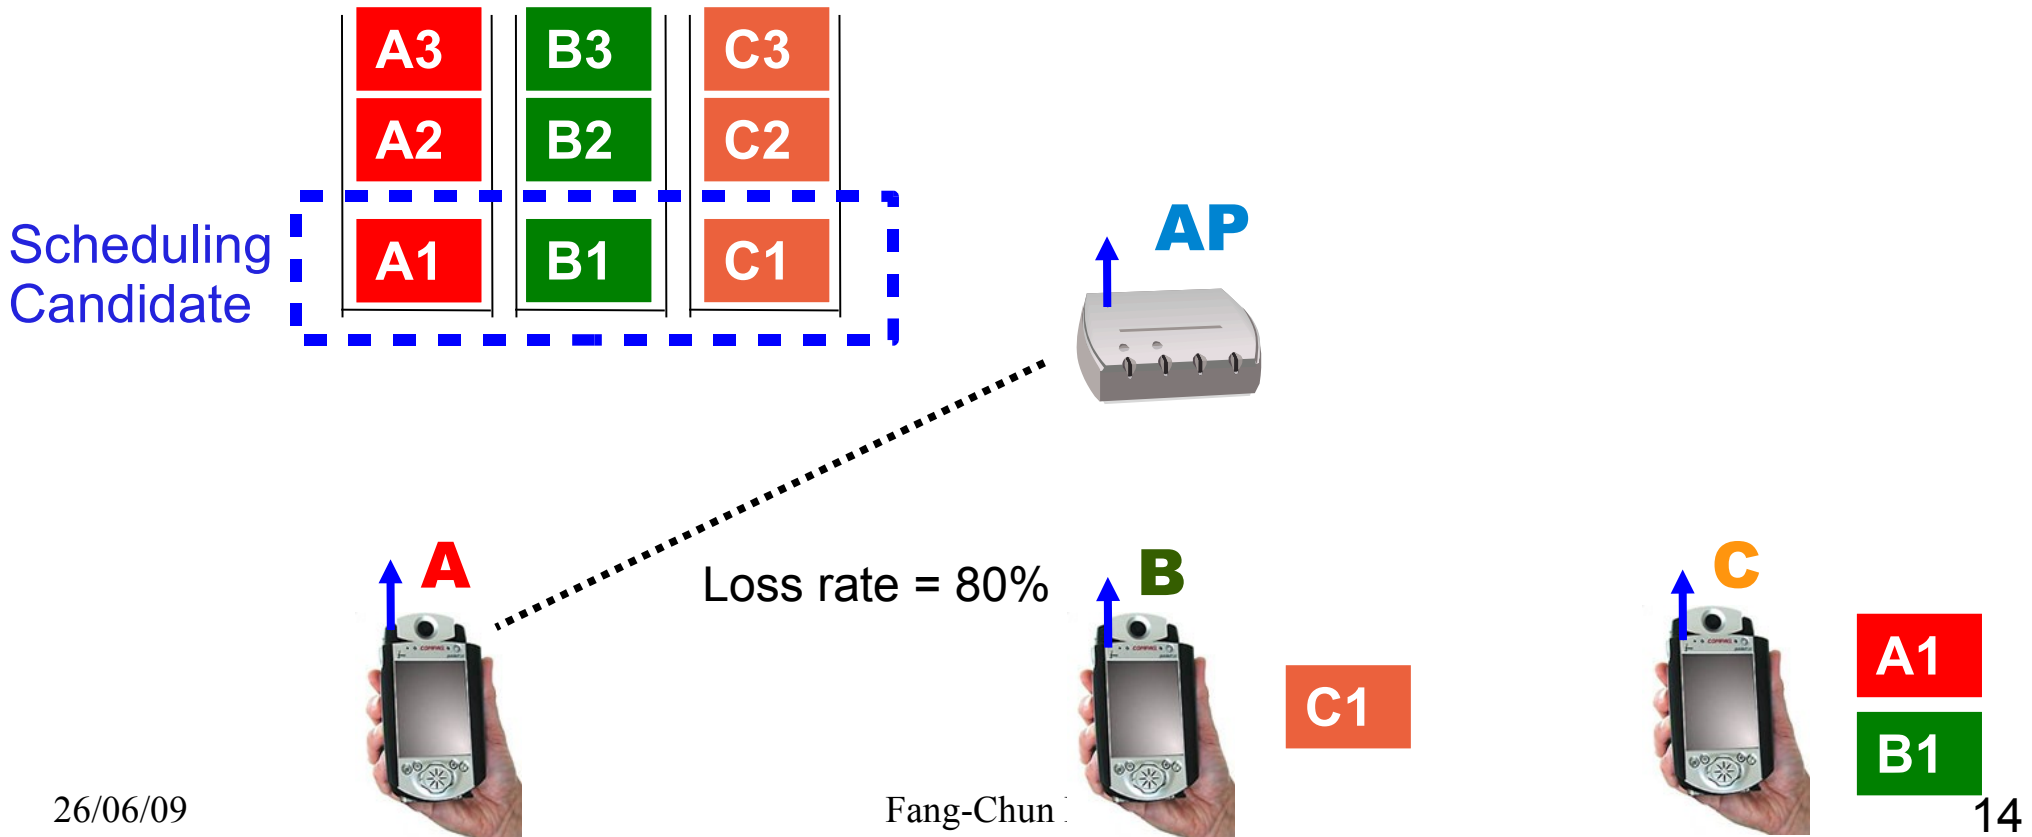 A3 B3 C3
A2 B2 C2
Scheduling
Candidate
A1 B1 C1
AP
A
B
C
Loss rate = 80%
A1
C1
B1
26/06/09
Fang-Chun
14